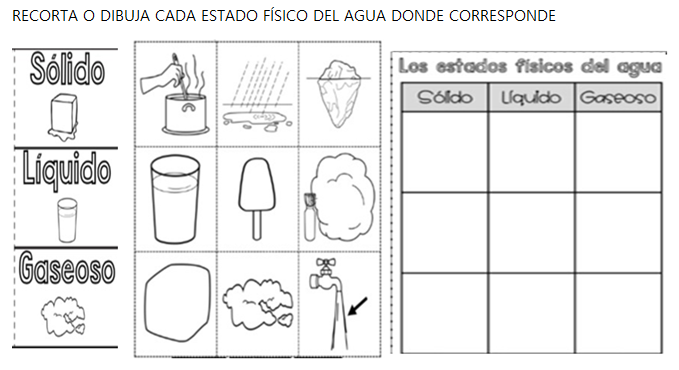 RECORTA O DIBUJA CADA ESTADO FÍSICO DEL AGUA DONDE CORRESPONDE
Sólido
Líquido
Gaseoso
Los estados físicos del agua
Sólido Líquido Gaseoso